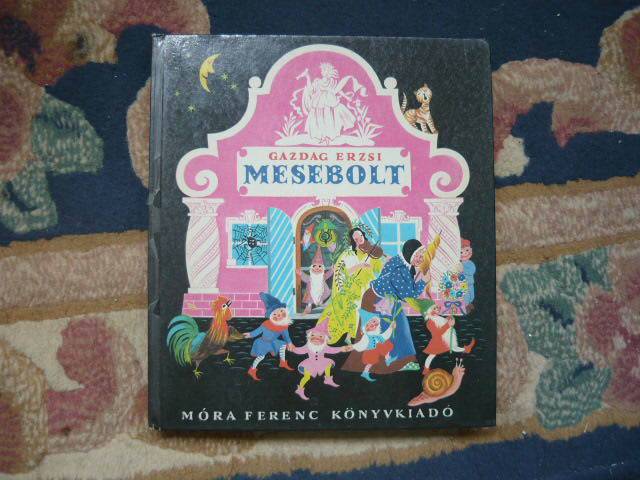 GAZDAG ERZSI
MESEBOLT
MÓRA FERENC KÖNYVKIADÓ